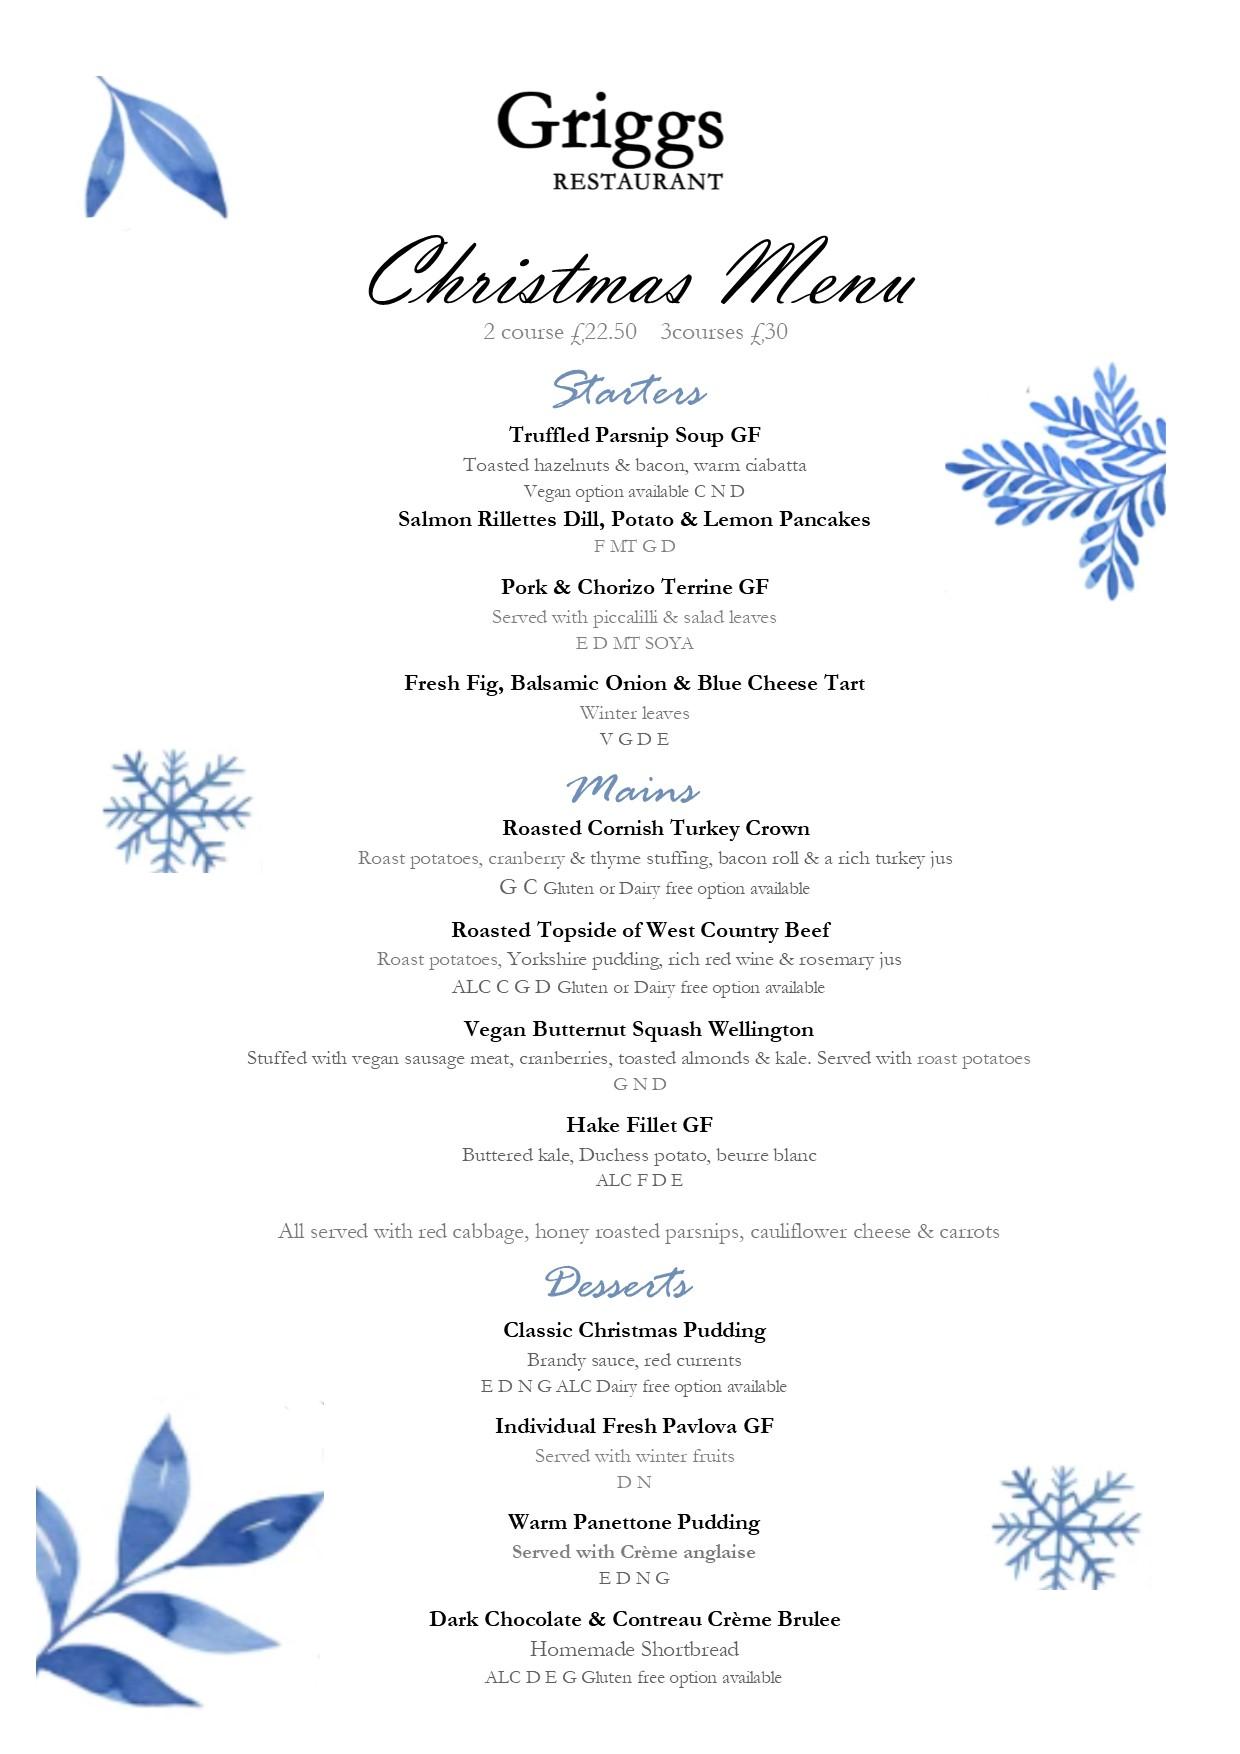 Griggs
RESTAURANT
Christmas Menu
2 course £22.50 3courses £30
Starters
Truffled Parsnip Soup GF
Toasted hazelnuts & bacon, warm ciabatta
Vegan option available C N D
Salmon Rillettes Dill, Potato & Lemon Pancakes
F MT G D
Pork & Chorizo Terrine GF
Served with piccalilli & salad leaves
E D MT SOYA
Fresh Fig, Balsamic Onion & Blue Cheese Tart
Winter leaves
V G D E
Mains
Roasted Cornish Turkey Crown
Roast potatoes, cranberry & thyme stuffing, bacon roll & a rich turkey jus
G C Gluten or Dairy free option available
Roasted Topside of West Country Beef
Roast potatoes, Yorkshire pudding, rich red wine & rosemary jus
ALC C G D Gluten or Dairy free option available
Vegan Butternut Squash Wellington
Stuffed with vegan sausage meat, cranberries, toasted almonds & kale. Served with roast potatoes
G N D
Hake Fillet GF
Buttered kale, Duchess potato, beurre blanc
ALC F D E
All served with red cabbage, honey roasted parsnips, cauliflower cheese & carrots
Desserts
Classic Christmas Pudding
Brandy sauce, red currents
E D N G ALC Dairy free option available
Individual Fresh Pavlova GF
Served with winter fruits
D N
Warm Panettone Pudding
Served with Crème anglaise
E D N G
Dark Chocolate & Contreau Crème Brulee
Homemade Shortbread
ALC D E G Gluten free option available